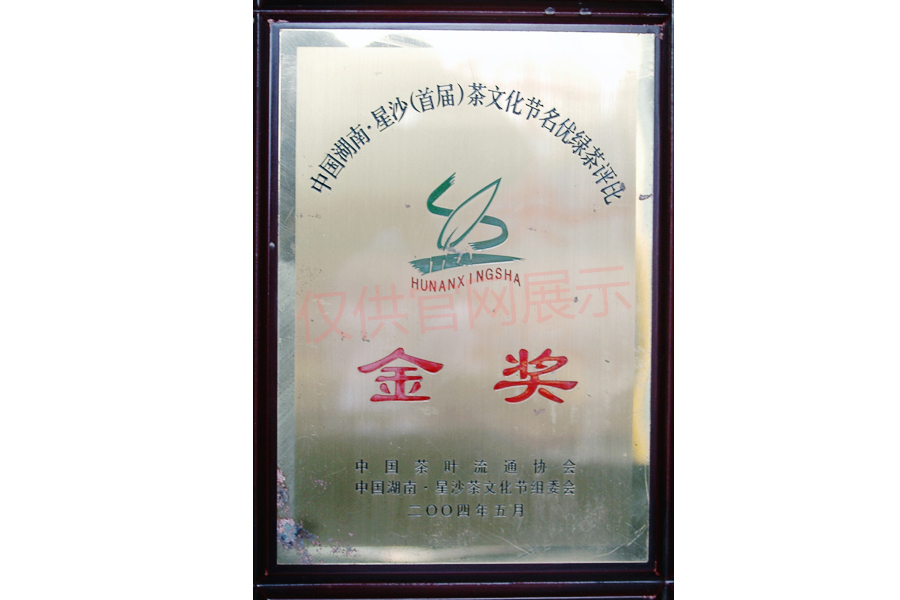 中国湖南·星沙(首届)茶文化节名优绿茶评比
TEA
HUNANXINGSHA
仅供官网展示
金奖
中国茶叶流通协会
中国湖南·星沙茶文化节组委会
二〇〇四年五月